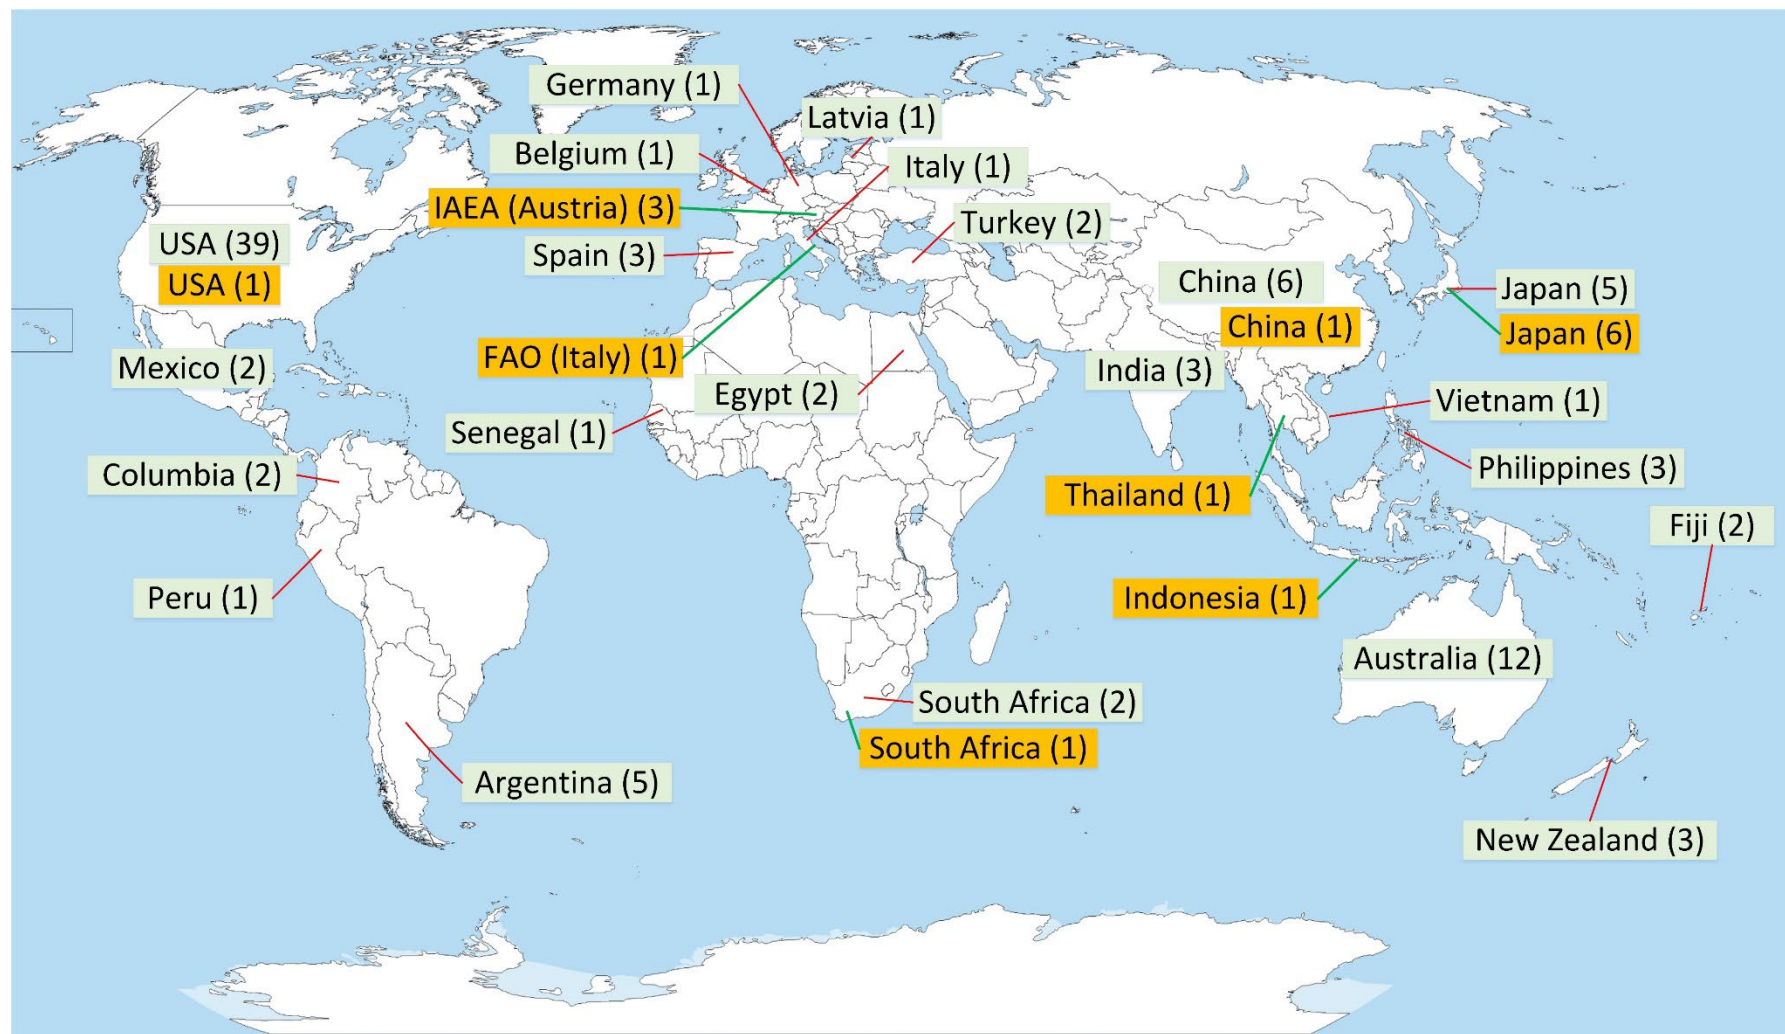 Germany (1)
Latvia (1)
Belgium (1)
Italy (1)
IAEA (Austria) (3)
Turkey (2)
USA (39)
Spain (3)
USA (1)
China (6)
Japan (5)
China (1)
Japan (6)
FAO (Italy) (1)
Mexico (2)
India (3)
Egypt (2)
Vietnam (1)
Senegal (1)
Columbia (2)
Philippines (3)
Thailand (1)
Fiji (2)
Peru (1)
Indonesia (1)
Australia (12)
South Africa (2)
South Africa (1)
Argentina (5)
New Zealand (3)